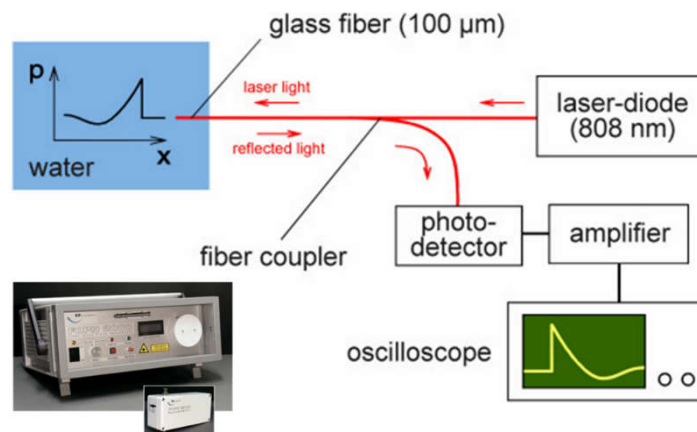 glass fiber (100 µm)
p
laser light
laser-diode
(808 nm)
x
reflected light
water
photo-
detector
amplifier
fiber coupler
oscilloscope